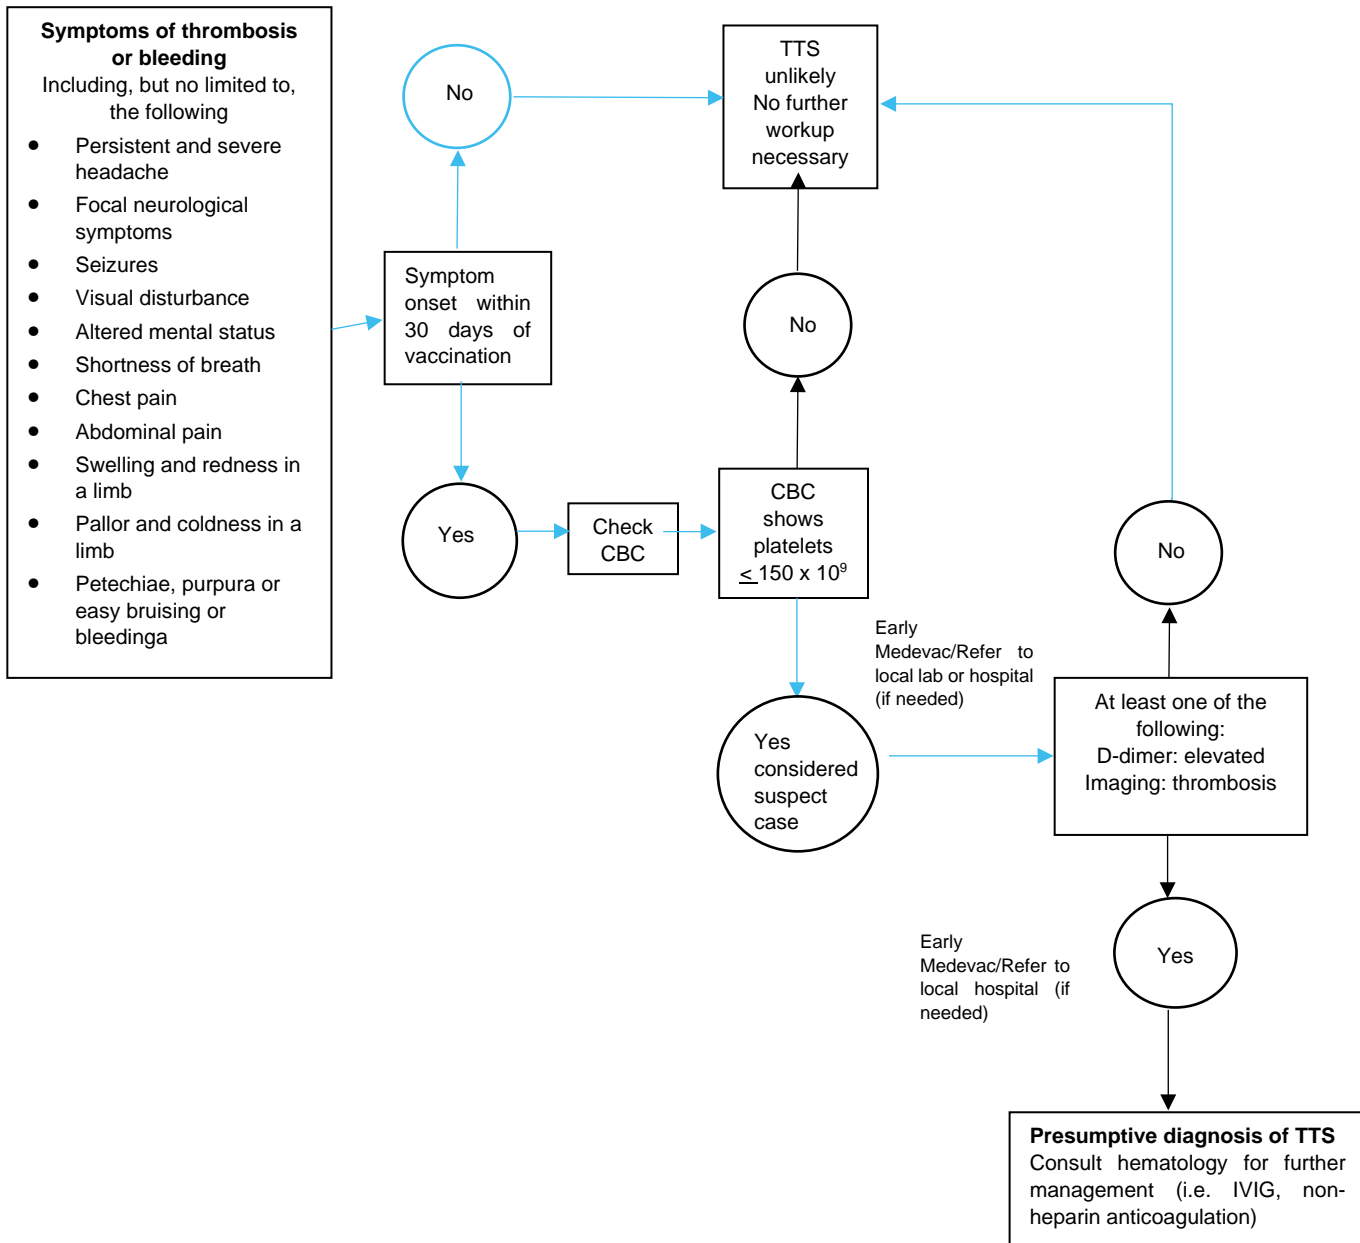 Symptoms of thrombosis
or bleeding
Including, but no limited to,
the following
● Persistent and severe
headache
● Focal neurological
symptoms
● Seizures
● Visual disturbance
● Altered mental status
● Shortness of breath
● Chest pain
● Abdominal pain
● Swelling and redness in
a limb
● Pallor and coldness in a
limb
● Petechiae, purpura or
easy bruising or
bleedinga
No
TTS
unlikely
No further
workup
necessary
Symptom
onset within
30 days of
vaccination
No
Yes
Check
CBC
CBC
shows
platelets
< 150 x 10⁹
No
Early
Medevac/Refer to
local lab or hospital
(if needed)
Yes
considered
suspect
case
At least one of the
following:
D-dimer: elevated
Imaging: thrombosis
Early
Medevac/Refer to
local hospital (if
needed)
Yes
Presumptive diagnosis of TTS
Consult hematology for further
management (i.e. IVIG, non-
heparin anticoagulation)